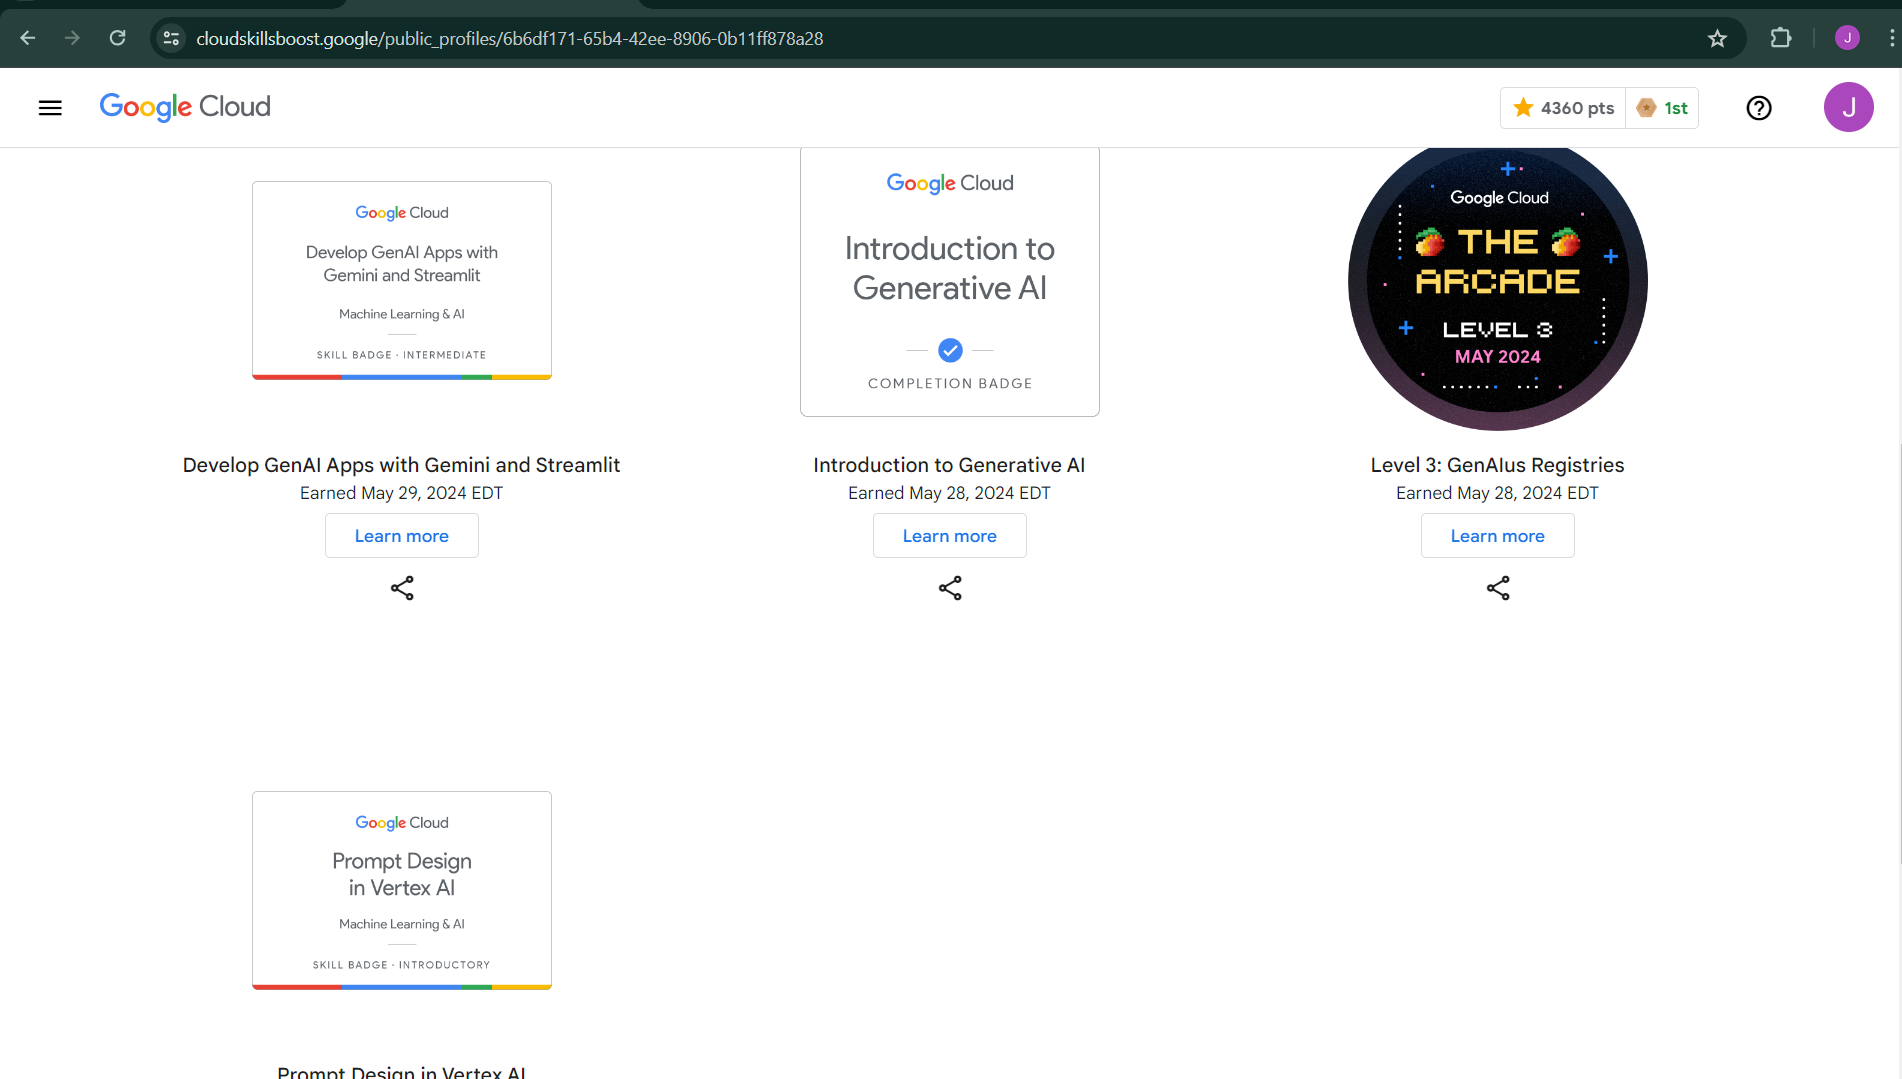 cloudskillsboost.google/public_profiles/6b6df171-65b4-42ee-8906-0b11ff878a28
J
Google Cloud
4360 pts
1st
J
Google Cloud
Develop GenAI Apps with
Gemini and Streamlit
Machine Learning & AI
SKILL BADGE · INTERMEDIATE
Develop GenAI Apps with Gemini and Streamlit
Earned May 29, 2024 EDT
Learn more
Google Cloud
Introduction to
Generative AI
COMPLETION BADGE
Introduction to Generative AI
Earned May 28, 2024 EDT
Learn more
Google Cloud
THE
ARCADE
LEVEL 3
MAY 2024
Level 3: GenAIus Registries
Earned May 28, 2024 EDT
Learn more
Google Cloud
Prompt Design
in Vertex AI
Machine Learning & AI
SKILL BADGE · INTRODUCTORY
Prompt Design in Vertex AI